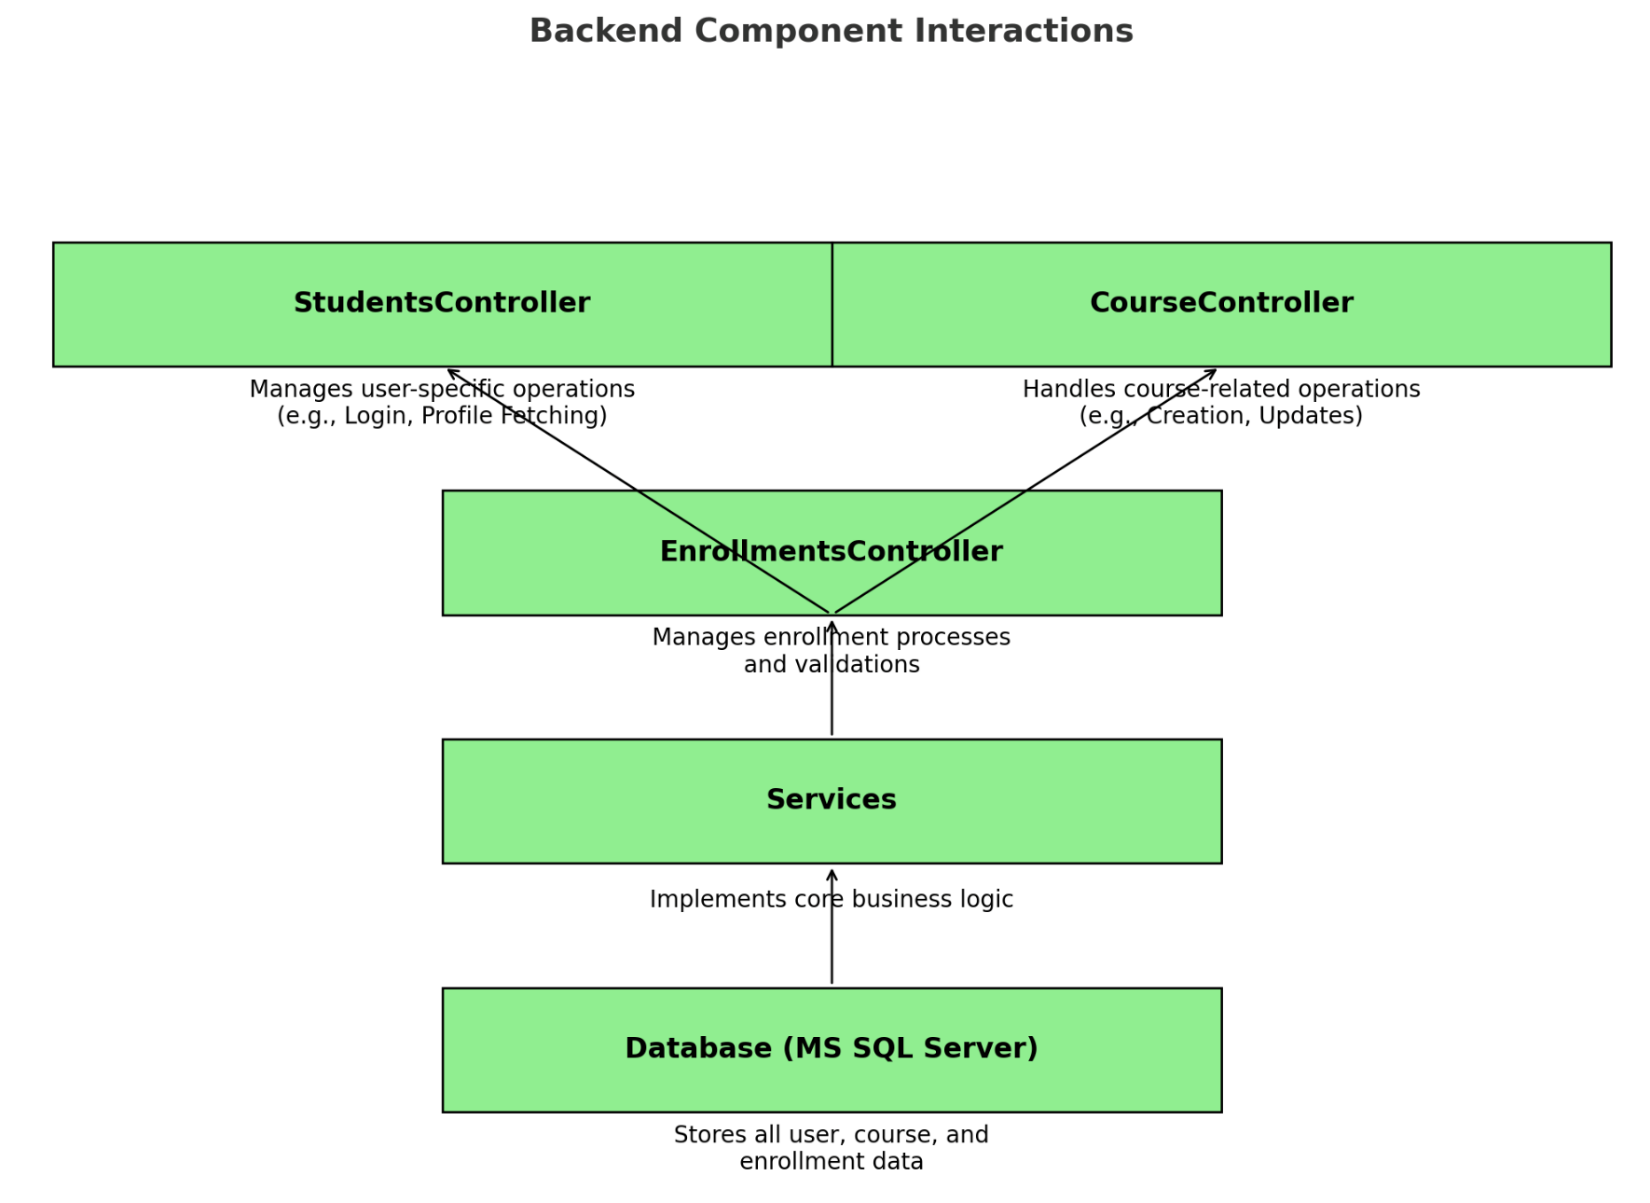 Backend Component Interactions
StudentsController
CourseController
Manages user-specific operations
(e.g., Login, Profile Fetching)
Handles course-related operations
(e.g., Creation, Updates)
EnrollmentsController
Manages enrollment processes
and validations
Services
Implements core business logic
Database (MS SQL Server)
Stores all user, course, and
enrollment data